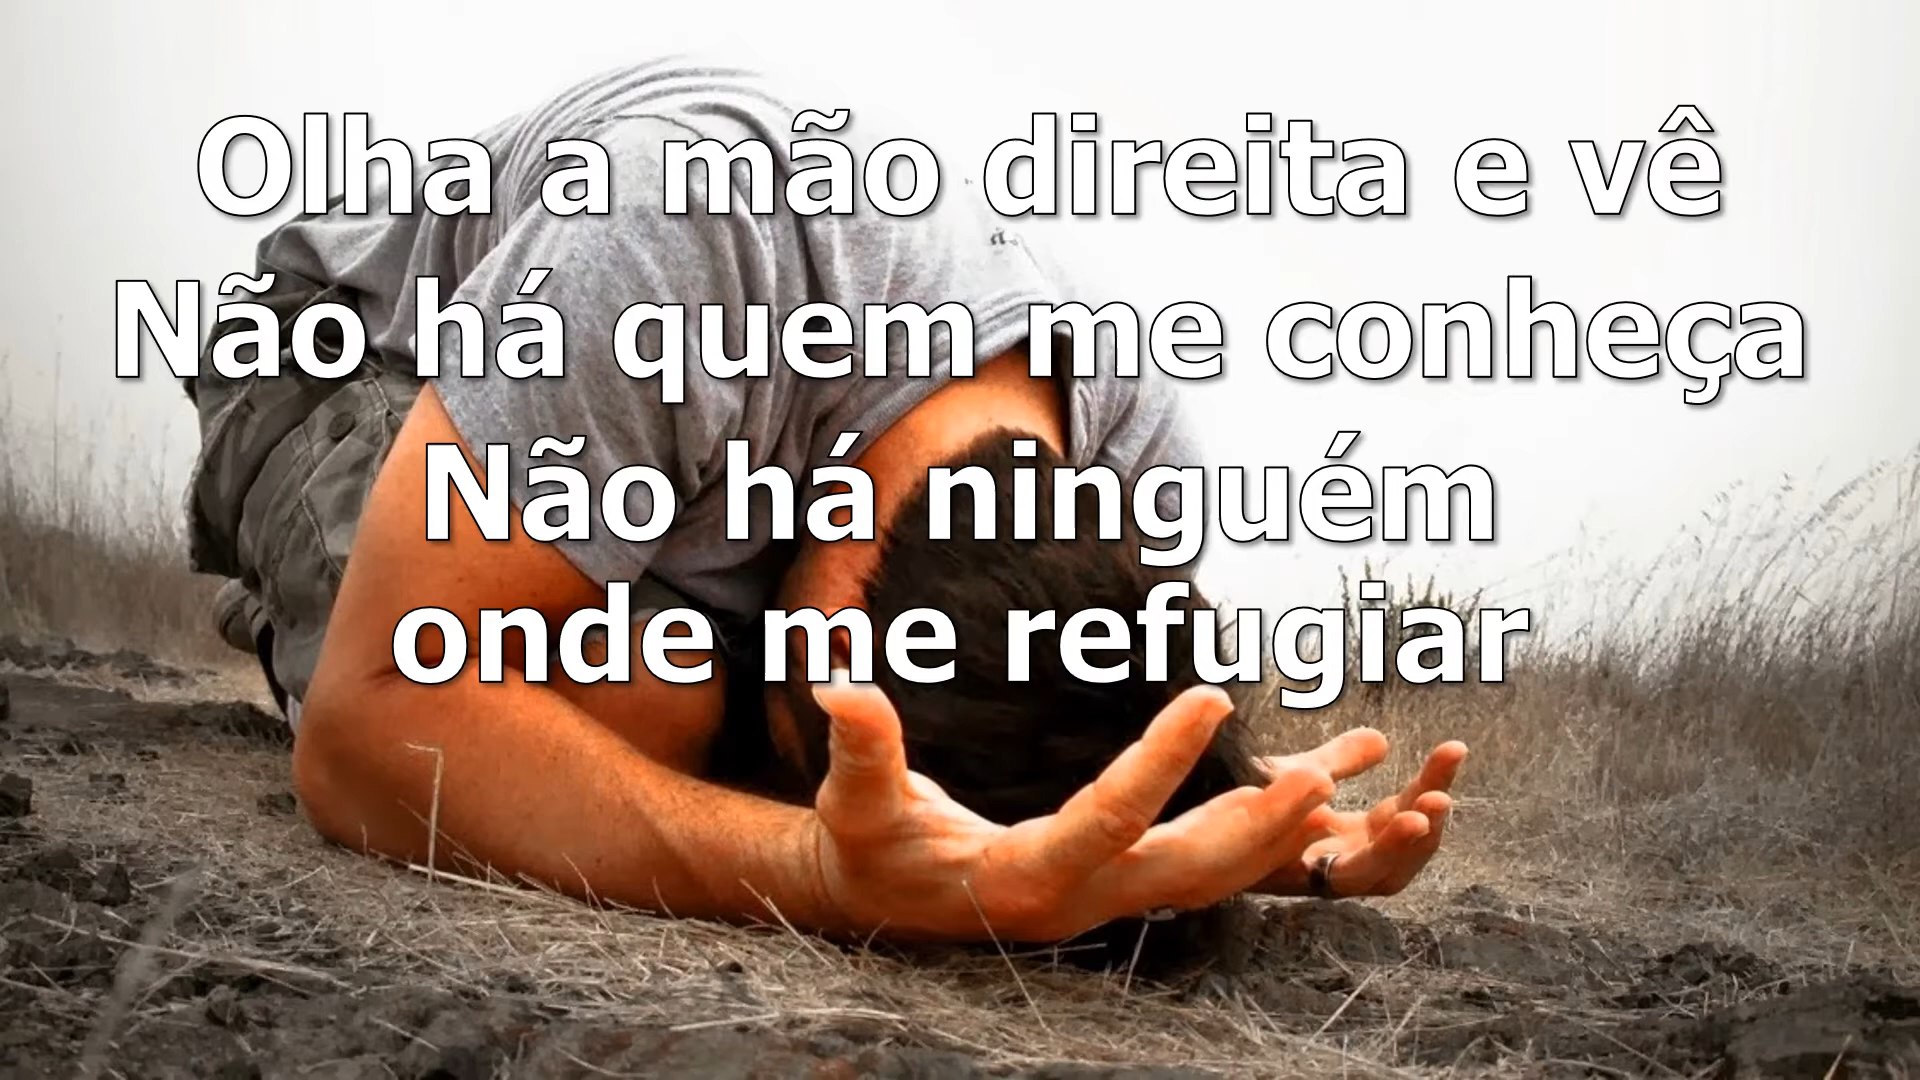 Olha a mão direita e vê
Não há quem me conheça
Não há ninguém
onde me refugiar